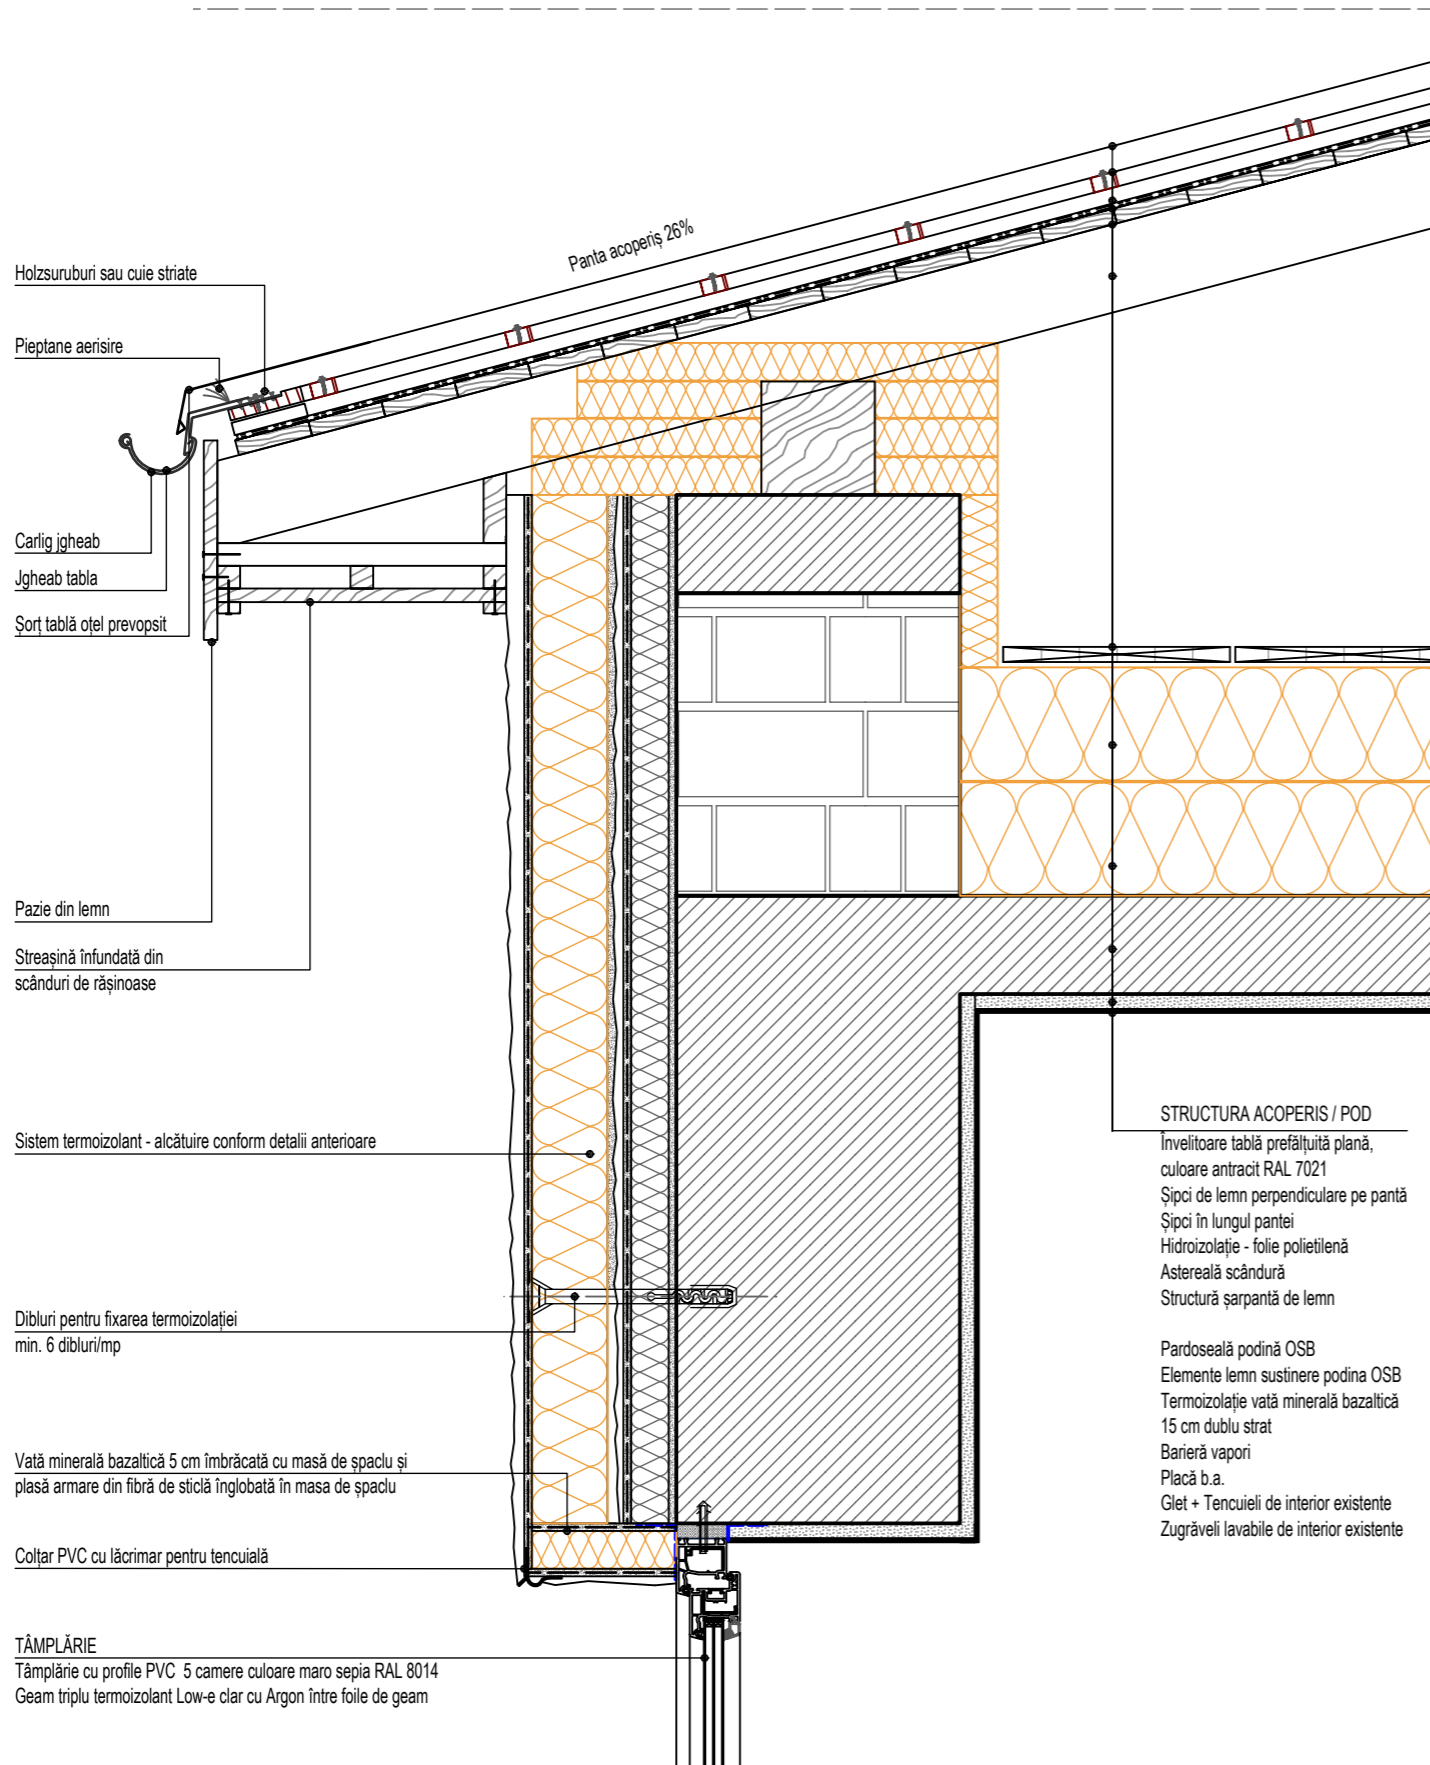 Panta acoperiș 26%
Holzsuruburi sau cuie striate
Pieptane aerisire
Carlig jgheab
Jgheab tabla
Șorț tablă oțel prevopsit
Pazie din lemn
Streașină înfundată din
scânduri de rășinoase
Sistem termoizolant - alcătuire conform detalii anterioare
Dibluri pentru fixarea termoizolației
min. 6 dibluri/mp
Vată minerală bazaltică 5 cm îmbrăcată cu masă de șpaclu și
plasă armare din fibră de sticlă înglobată în masa de șpaclu
Colțar PVC cu lăcrimar pentru tencuială
TÂMPLĂRIE
Tâmplărie cu profile PVC 5 camere culoare maro sepia RAL 8014
Geam triplu termoizolant Low-e clar cu Argon între foile de geam
STRUCTURA ACOPERIS / POD
Învelitoare tablă prefălțuită plană,
culoare antracit RAL 7021
Șipci de lemn perpendiculare pe pantă
Șipci în lungul pantei
Hidroizolație - folie polietilenă
Astereală scândură
Structură șarpantă de lemn
Pardoseală podină OSB
Elemente lemn sustinere podina OSB
Termoizolație vată minerală bazaltică
15 cm dublu strat
Barieră vapori
Placă b.a.
Glet + Tencuieli de interior existente
Zugrăveli lavabile de interior existente